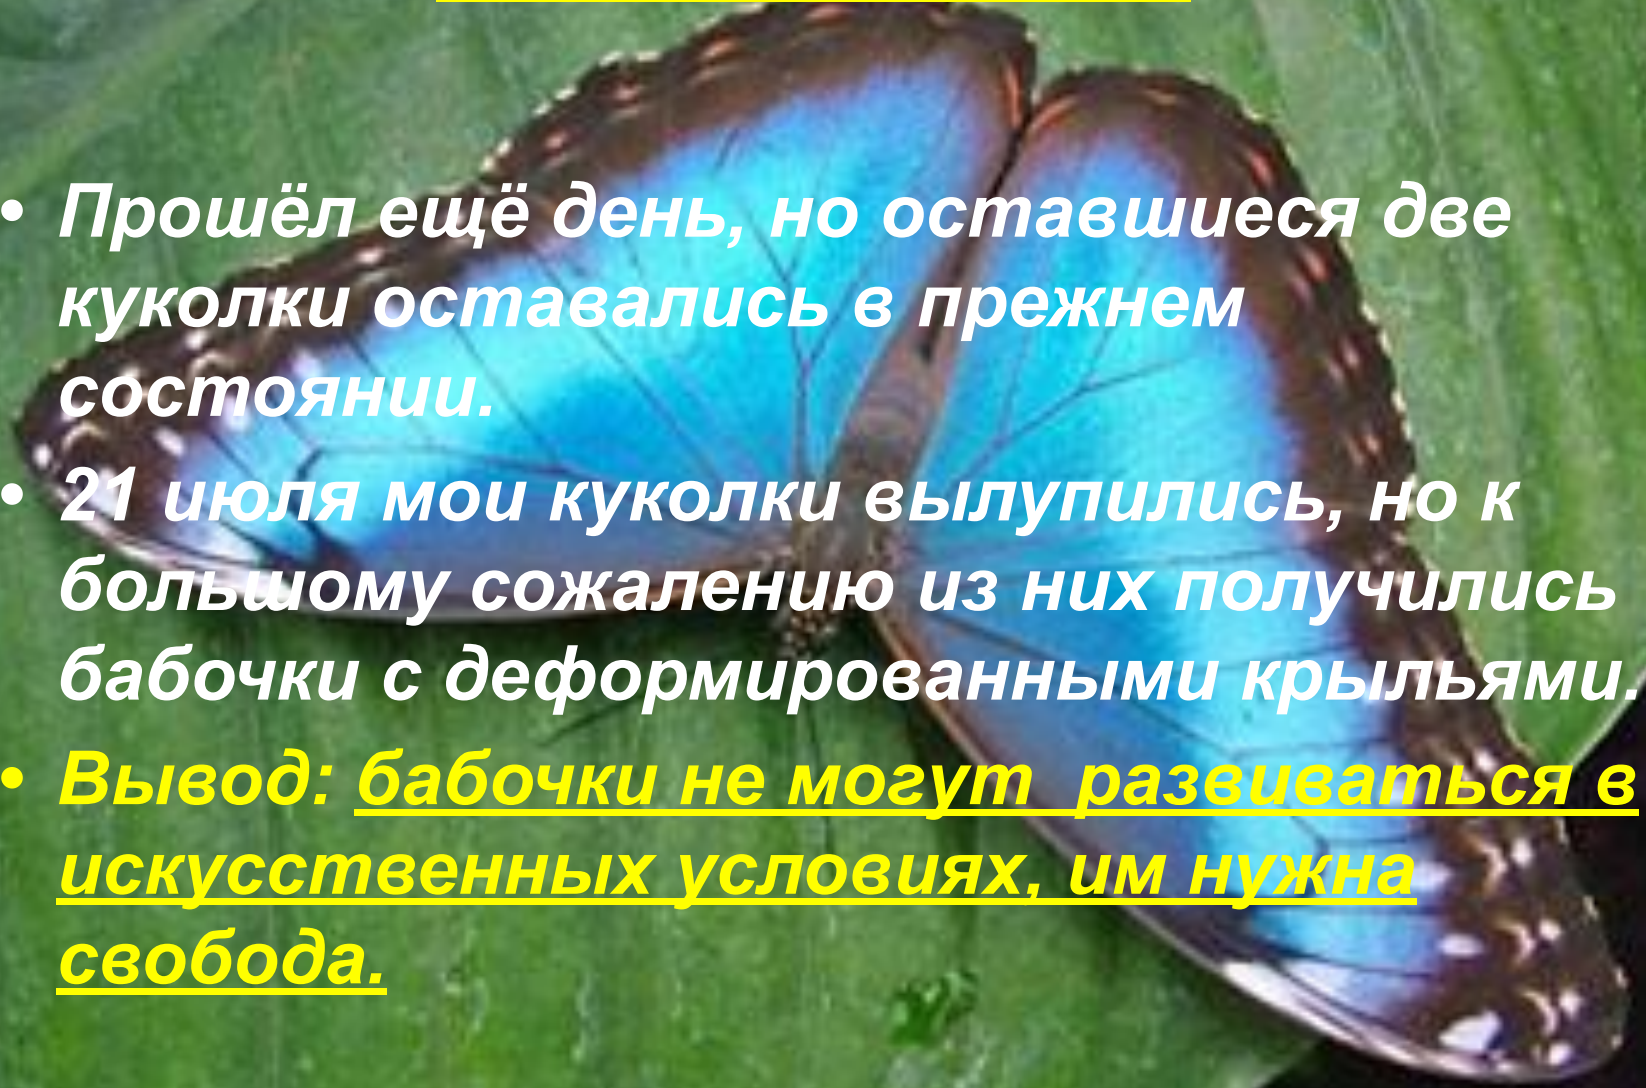 • Прошёл ещё день, но оставшиеся две
куколки оставались в прежнем
состоянии.
• 21 июля мои куколки вылупились, но к
большому сожалению из них получились
бабочки с деформированными крыльями.
• Вывод: бабочки не могут  развиваться в
искусственных условиях, им нужна
свобода.